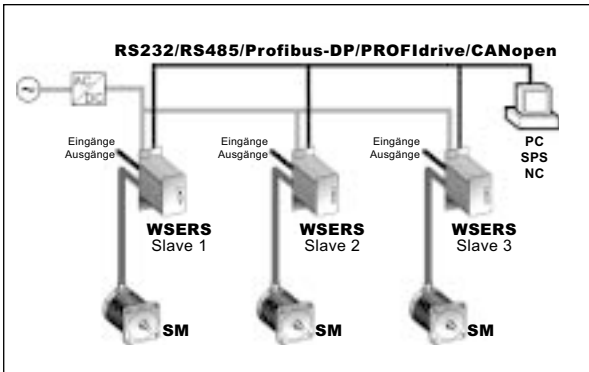 RS232/RS485/Profibus-DP/PROFIdrive/CANopen
AC
DC
Eingänge
Ausgänge
Eingänge
Ausgänge
Eingänge
Ausgänge
PC
SPS
NC
WSERS
Slave 1
WSERS
Slave 2
WSERS
Slave 3
SM
SM
SM